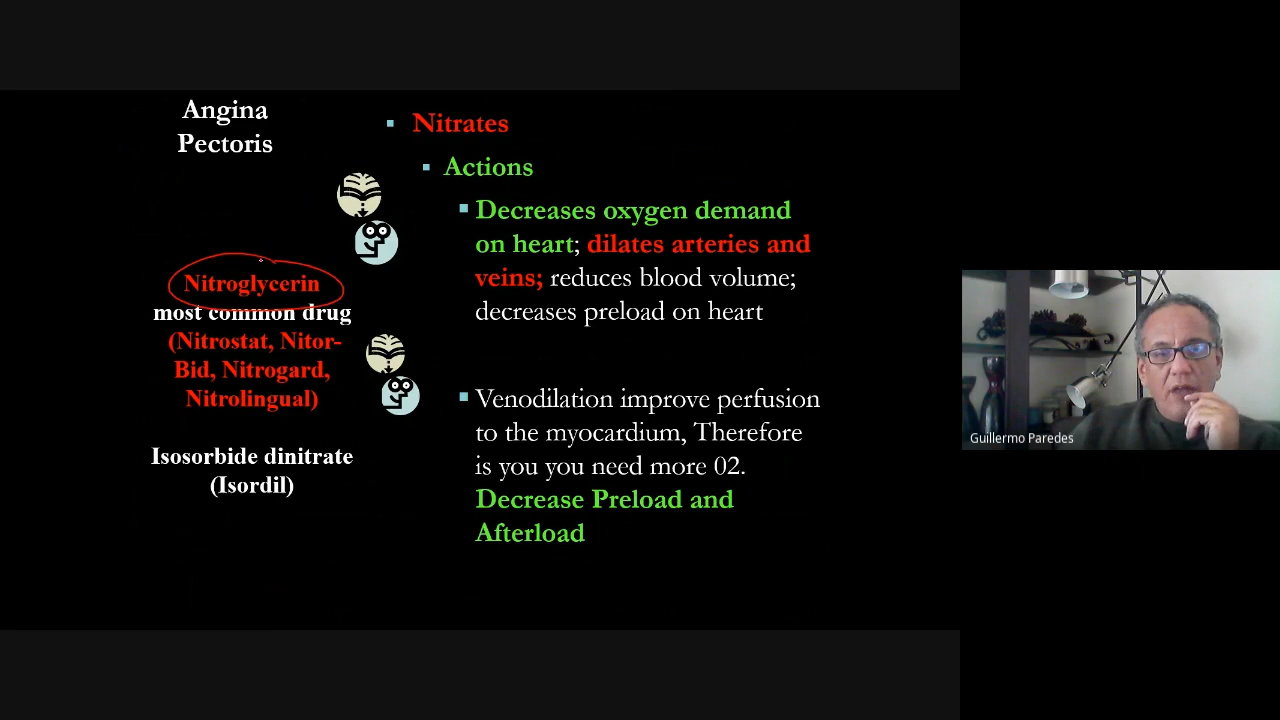 Angina
Pectoris
Nitroglycerin
most common drug
(Nitrostat, Nitor-
Bid, Nitrogard,
Nitrolingual)
Isosorbide dinitrate
(Isordil)
▪ Nitrates
▪ Actions
▪ Decreases oxygen demand
on heart; dilates arteries and
veins; reduces blood volume;
decreases preload on heart
▪ Venodilation improve perfusion
to the myocardium, Therefore
is you you need more 02.
Decrease Preload and
Afterload
Guillermo Paredes